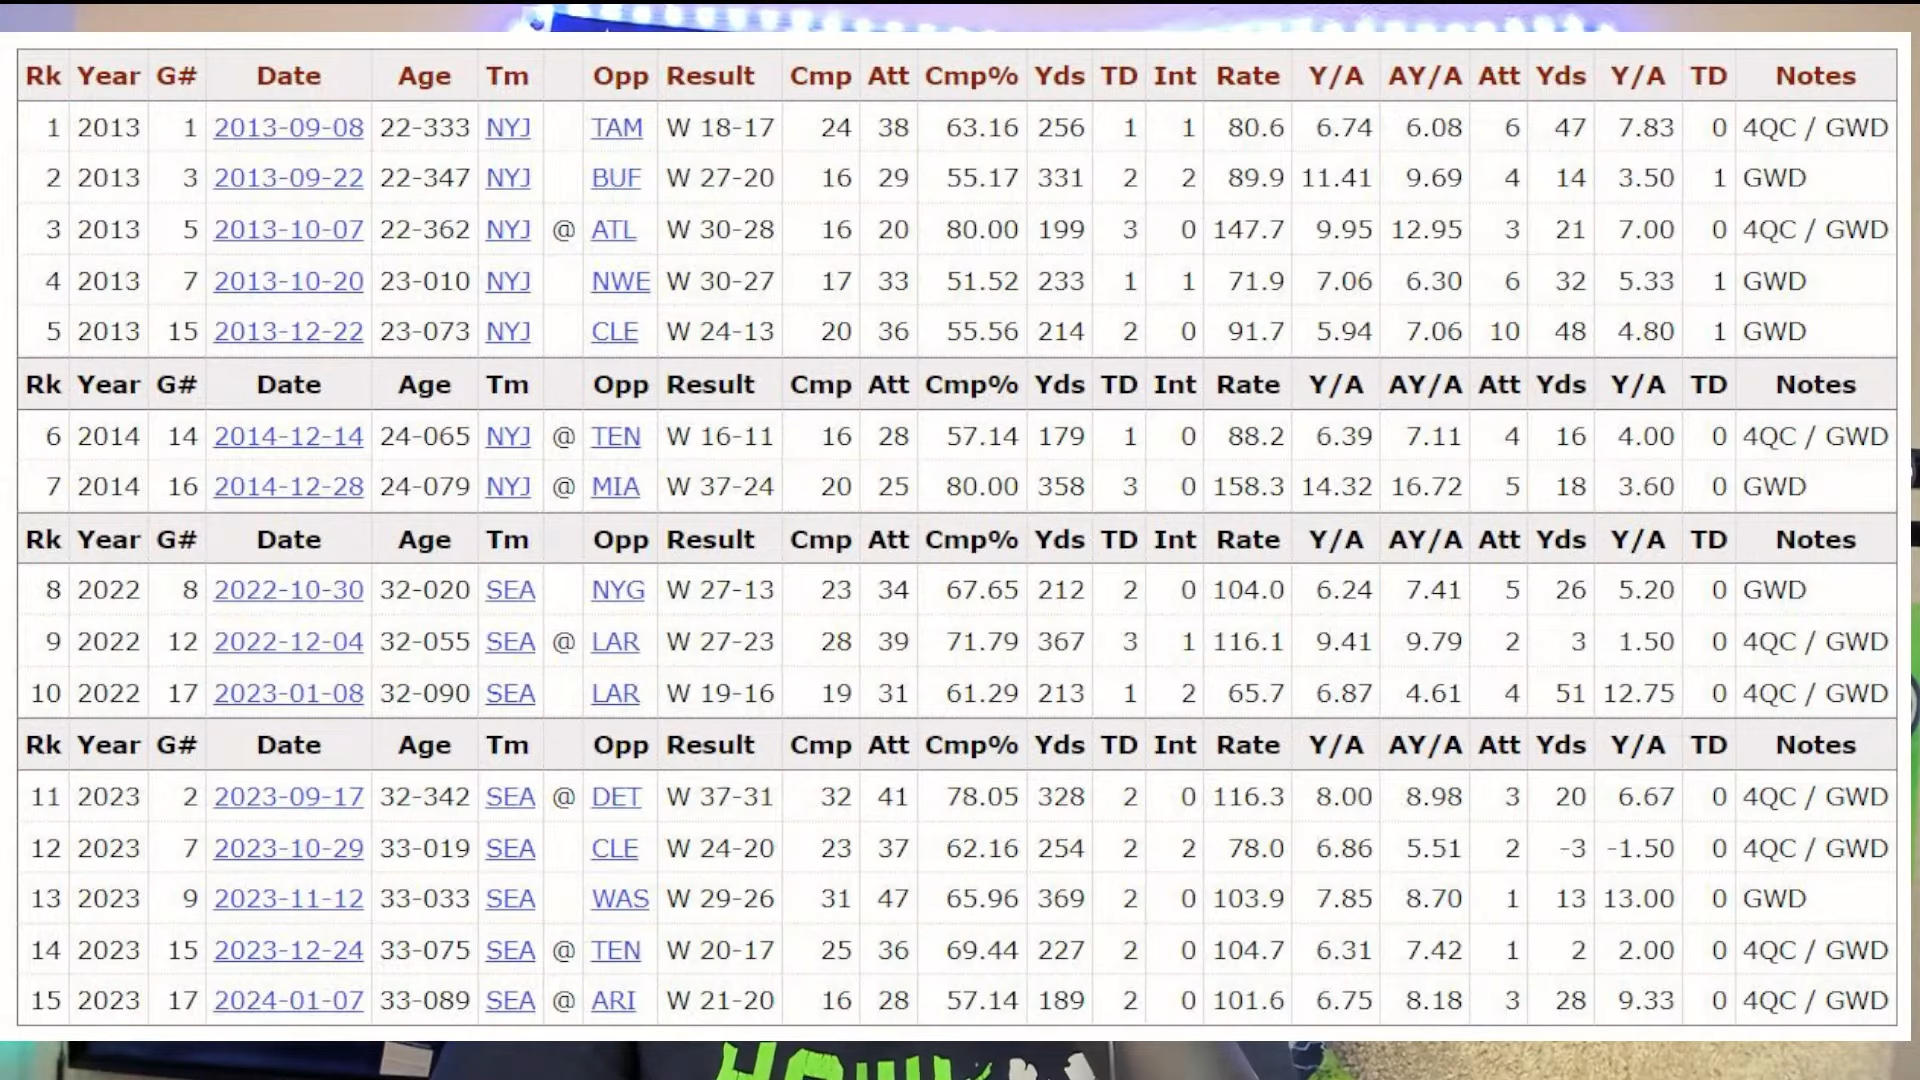 Rk Year G# Date Age Tm Opp Result Cmp Att Cmp% Yds TD Int Rate Y/A AY/A Att Yds Y/A TD Notes
1 2013 1 2013-09-08 22-333 NYJ TAM W 18-17 24 38 63.16 256 1 1 80.6 6.74 6.08 6 47 7.83 0 4QC / GWD
2 2013 3 2013-09-22 22-347 NYJ BUF W 27-20 16 29 55.17 331 2 2 89.9 11.41 9.69 4 14 3.50 1 GWD
3 2013 5 2013-10-07 22-362 NYJ @ ATL W 30-28 16 20 80.00 199 3 0 147.7 9.95 12.95 3 21 7.00 0 4QC / GWD
4 2013 7 2013-10-20 23-010 NYJ NWE W 30-27 17 33 51.52 233 1 1 71.9 7.06 6.30 6 32 5.33 1 GWD
5 2013 15 2013-12-22 23-073 NYJ CLE W 24-13 20 36 55.56 214 2 0 91.7 5.94 7.06 10 48 4.80 1 GWD
Rk Year G# Date Age Tm Opp Result Cmp Att Cmp% Yds TD Int Rate Y/A AY/A Att Yds Y/A TD Notes
6 2014 14 2014-12-14 24-065 NYJ @ TEN W 16-11 16 28 57.14 179 1 0 88.2 6.39 7.11 4 16 4.00 0 4QC / GWD
7 2014 16 2014-12-28 24-079 NYJ @ MIA W 37-24 20 25 80.00 358 3 0 158.3 14.32 16.72 5 18 3.60 0 GWD
Rk Year G# Date Age Tm Opp Result Cmp Att Cmp% Yds TD Int Rate Y/A AY/A Att Yds Y/A TD Notes
8 2022 8 2022-10-30 32-020 SEA NYG W 27-13 23 34 67.65 212 2 0 104.0 6.24 7.41 5 26 5.20 0 GWD
9 2022 12 2022-12-04 32-055 SEA @ LAR W 27-23 28 39 71.79 367 3 1 116.1 9.41 9.79 2 3 1.50 0 4QC / GWD
10 2022 17 2023-01-08 32-090 SEA LAR W 19-16 19 31 61.29 213 1 2 65.7 6.87 4.61 4 51 12.75 0 4QC / GWD
Rk Year G# Date Age Tm Opp Result Cmp Att Cmp% Yds TD Int Rate Y/A AY/A Att Yds Y/A TD Notes
11 2023 2 2023-09-17 32-342 SEA @ DET W 37-31 32 41 78.05 328 2 0 116.3 8.00 8.98 3 20 6.67 0 4QC / GWD
12 2023 7 2023-10-29 33-019 SEA CLE W 24-20 23 37 62.16 254 2 2 78.0 6.86 5.51 2 -3 -1.50 0 4QC / GWD
13 2023 9 2023-11-12 33-033 SEA WAS W 29-26 31 47 65.96 369 2 0 103.9 7.85 8.70 1 13 13.00 0 GWD
14 2023 15 2023-12-24 33-075 SEA @ TEN W 20-17 25 36 69.44 227 2 0 104.7 6.31 7.42 1 2 2.00 0 4QC / GWD
15 2023 17 2024-01-07 33-089 SEA @ ARI W 21-20 16 28 57.14 189 2 0 101.6 6.75 8.18 3 28 9.33 0 4QC / GWD